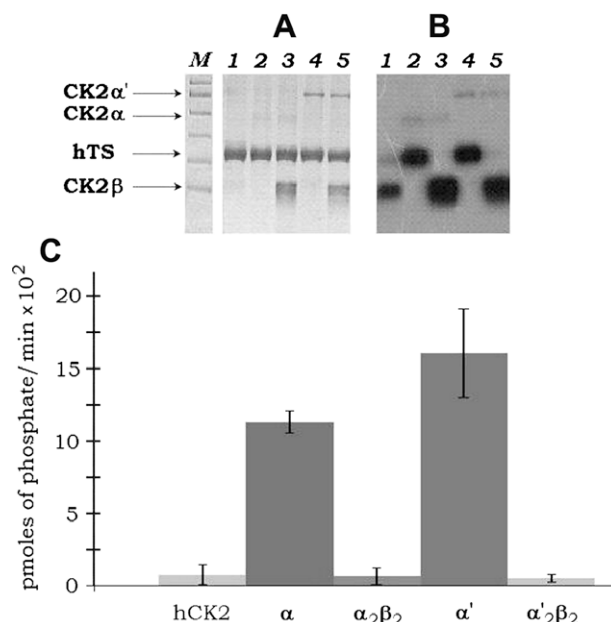 A B
M 1 2 3 4 5 1 2 3 4 5
CK2α'
CK2α
hTS
CK2β
C
pmoles of phosphate/min x10²
20
15
10
5
0
hCK2 α α₂β₂ α' α'₂β₂